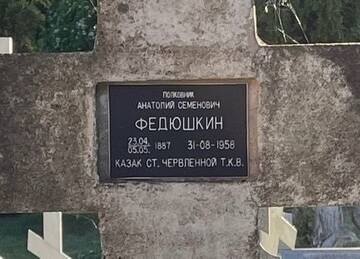 ПОЛКОВНИК
АНАТОЛИЙ СЕМЕНОВИЧ
ФЕДЮШКИН
23.04.
05.05. 1887 31-08-1958
КАЗАК СТ. ЧЕРВЛЕННОЙ Т.К.В.